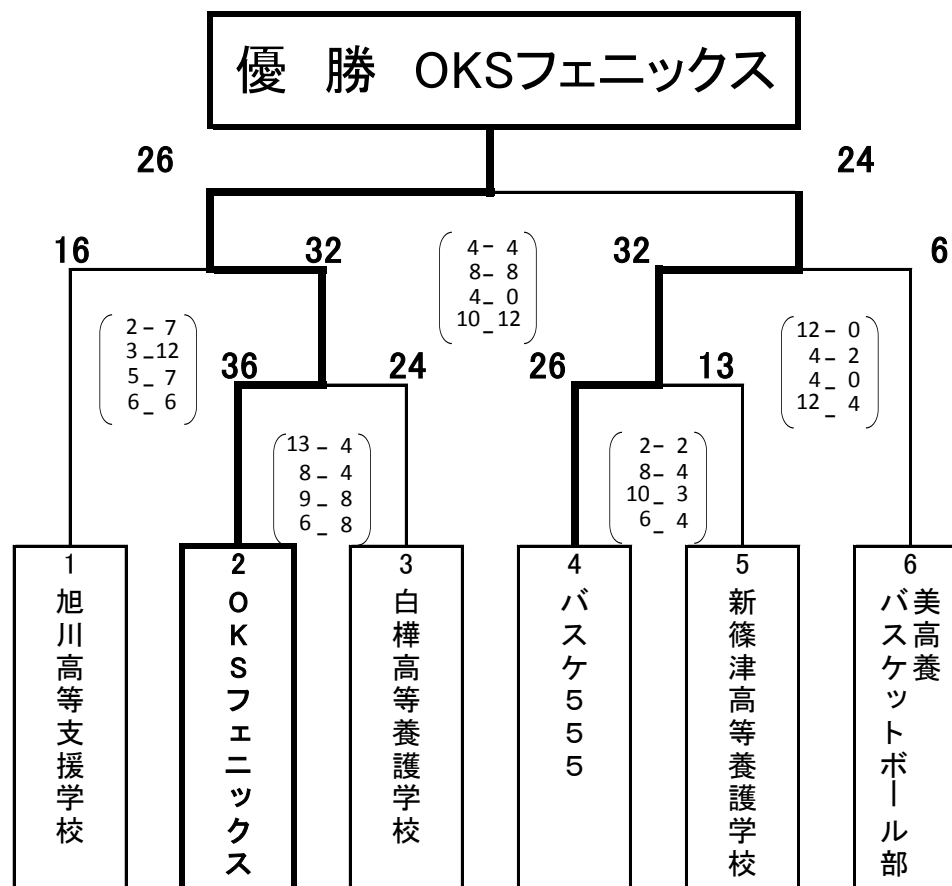 優 勝 OKSフェニックス
26
24
16
32
32
6
4 - 4
8 - 8
4 - 0
10 - 12
2 - 7
3 - 12
5 - 7
6 - 6
12 - 0
4 - 2
4 - 0
12 - 4
36
24
26
13
13 - 4
8 - 4
9 - 8
6 - 8
2 - 2
8 - 4
10 - 3
6 - 4
1
旭川高等支援学校
2
OKSフェニックス
3
白樺高等養護学校
4
バスケ555
5
新篠津高等養護学校
6
美高養
バスケットボール部